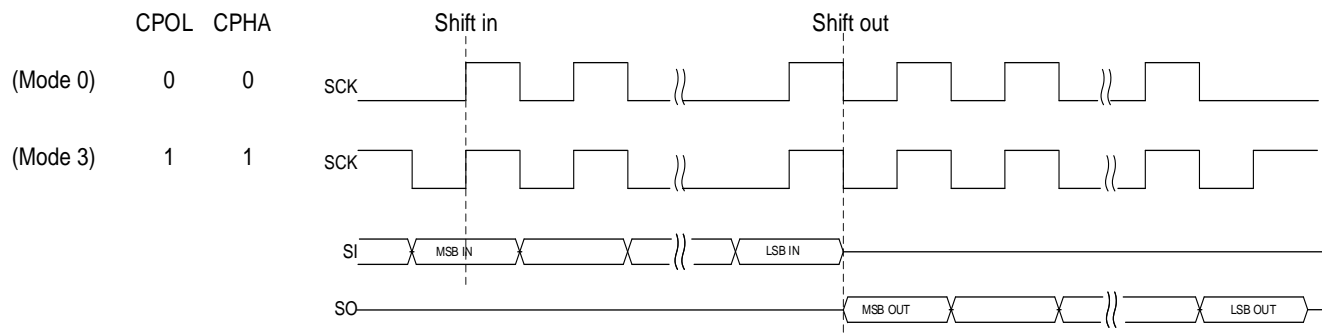 CPOL CPHA Shift in Shift out
(Mode 0) 0 0 SCK
(Mode 3) 1 1 SCK
SI MSB IN LSB IN
SO MSB OUT LSB OUT